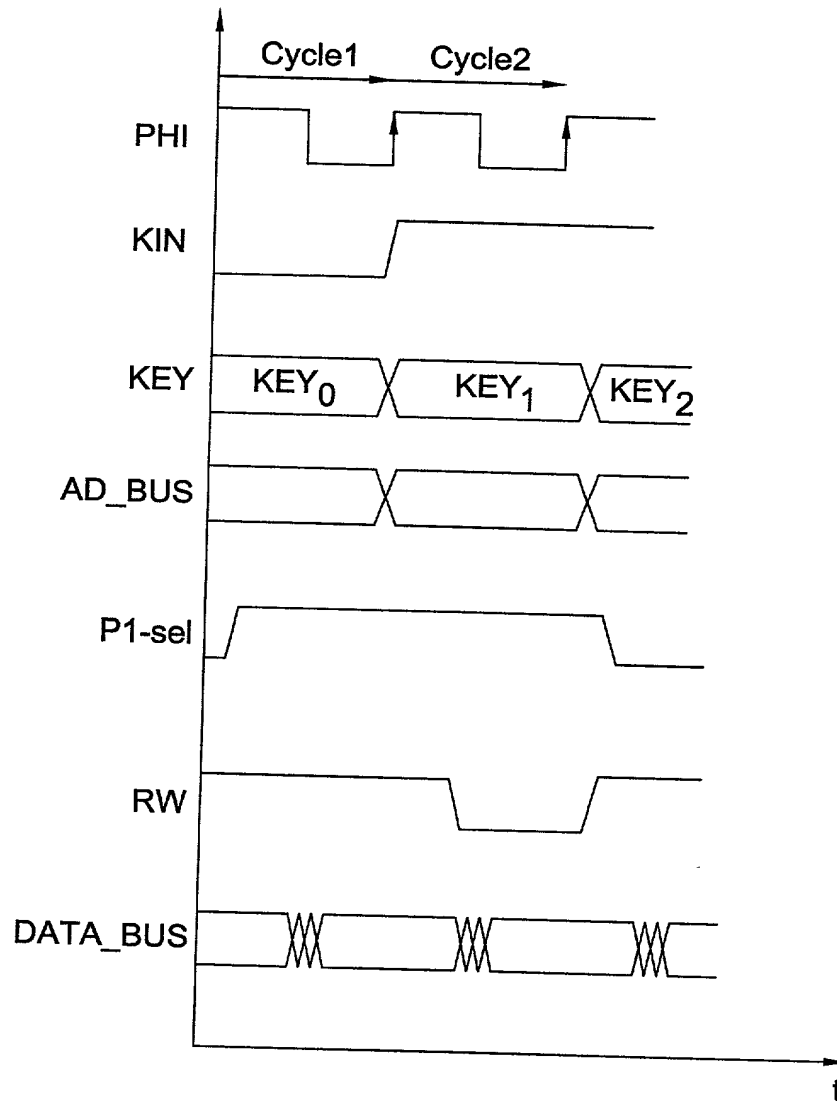 Cycle1 Cycle2
PHI
KIN
KEY KEY0 KEY1 KEY2
AD_BUS
P1-sel
RW
DATA_BUS
t